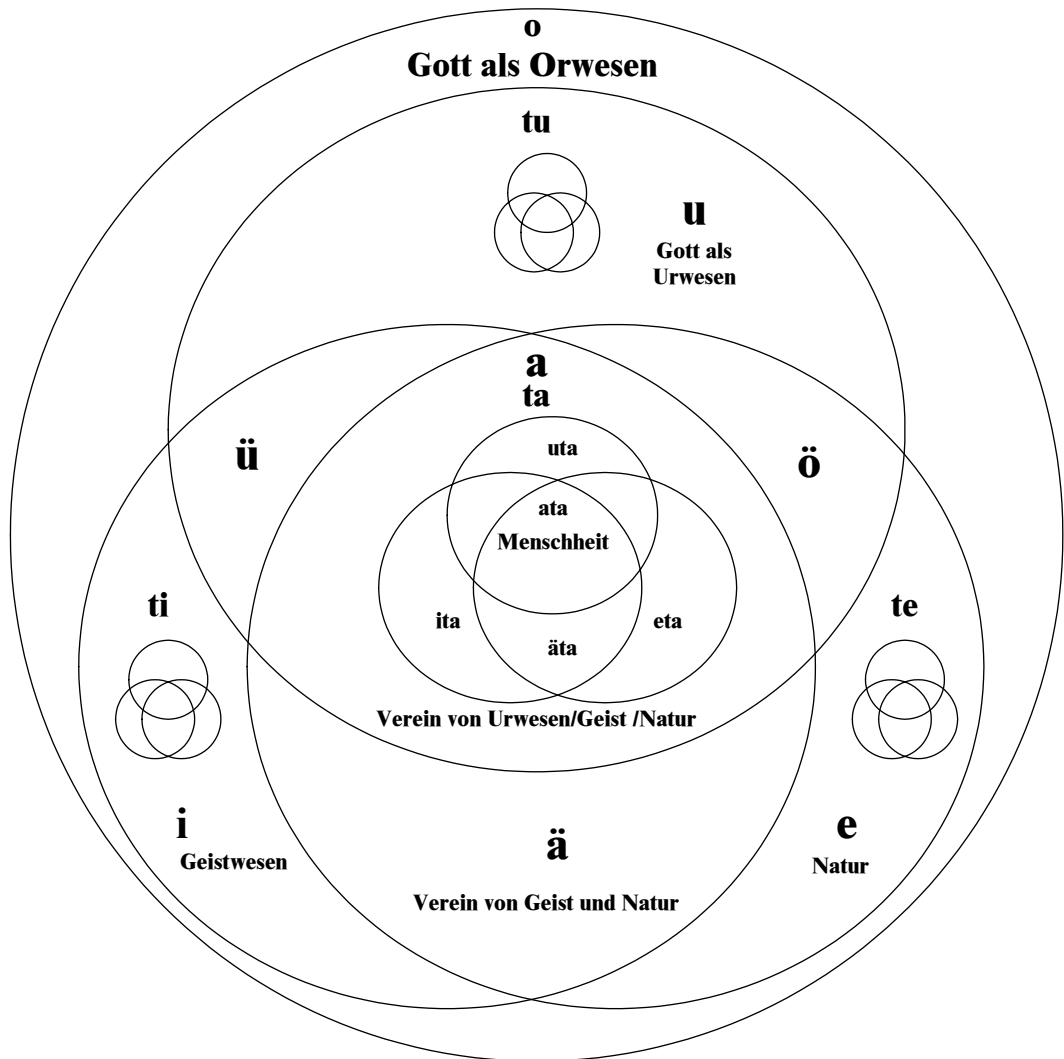 o
Gott als Orwesen
tu
u
Gott als
Urwesen
a
ta
uta
ü
ö
ata
Menschheit
ti
te
ita
eta
äta
Verein von Urwesen/Geist /Natur
i
Geistwesen
ä
e
Natur
Verein von Geist und Natur